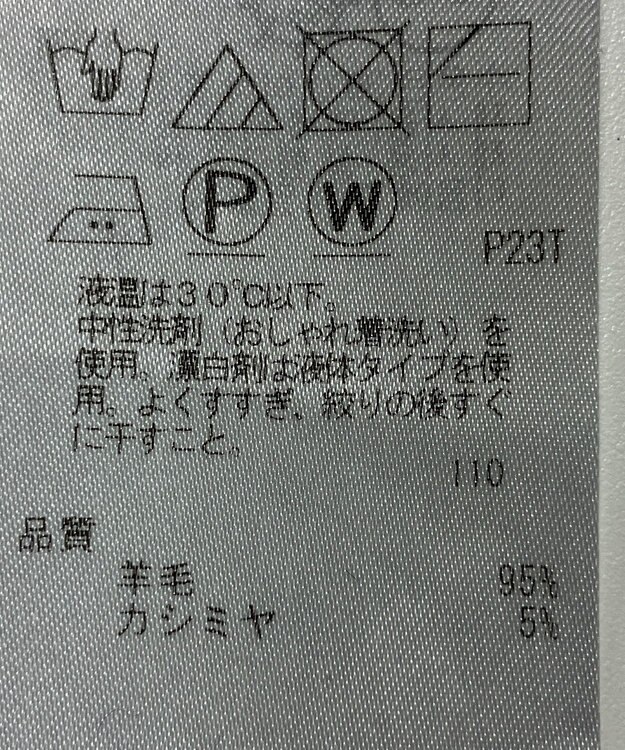 P W
P23T
液温は30℃以下。
中性洗剤（おしゃれ着洗い）を
使用。漂白剤は液体タイプを使
用。よくすすぎ、絞りの後すぐ
に干すこと。
110
品質
羊毛 95%
カシミヤ 5%